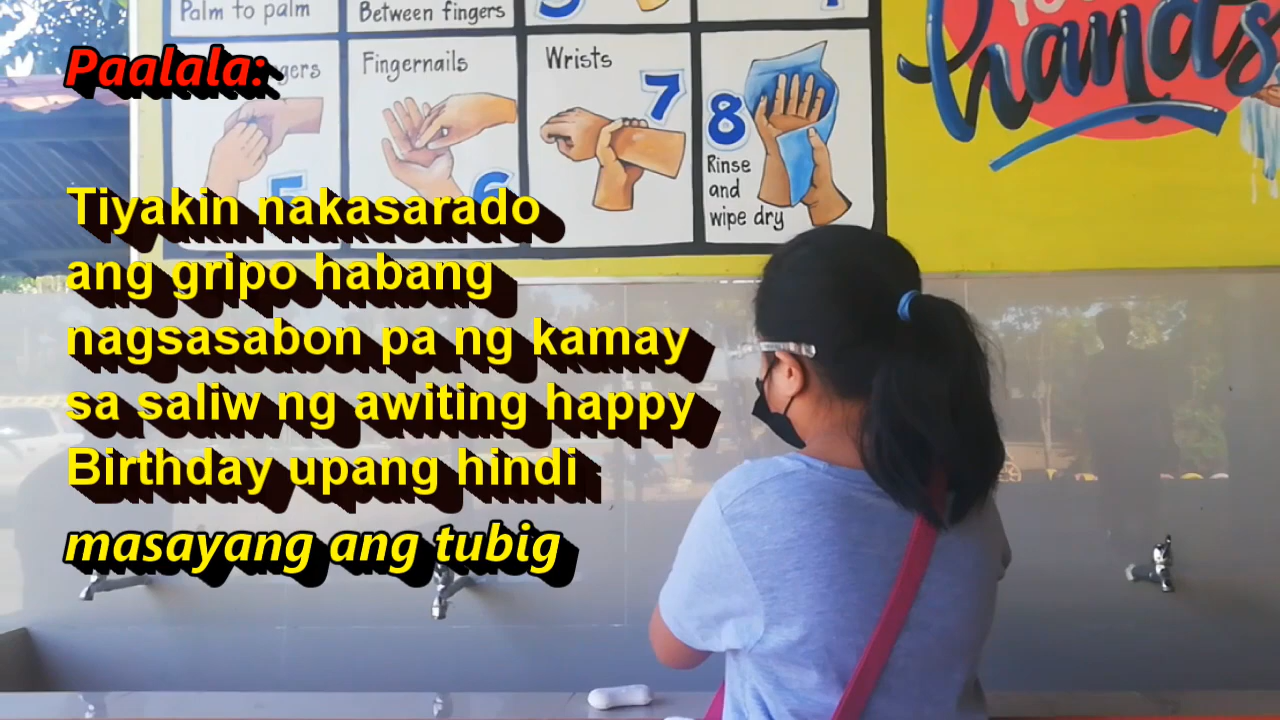 Palm to palm
Between fingers
Paalala:
Fingernails
Wrists
7
8
Rinse
and
wipe dry
5
6
hands
Tiyakin nakasarado
ang gripo habang
nagsasabon pa ng kamay
sa saliw ng awiting happy
Birthday upang hindi
masayang ang tubig